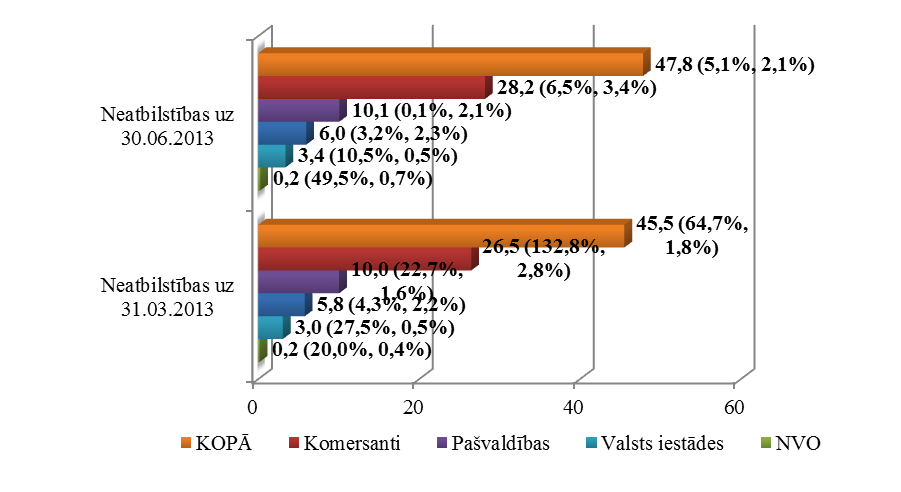 47,8 (5,1%, 2,1%)
28,2 (6,5%, 3,4%)
10,1 (0,1%, 2,1%)
6,0 (3,2%, 2,3%)
3,4 (10,5%, 0,5%)
0,2 (49,5%, 0,7%)
Neatbilstības uz
30.06.2013
45,5 (64,7%,
1,8%)
26,5 (132,8%,
2,8%)
10,0 (22,7%,
1,6%)
5,8 (4,3%, 2,2%)
3,0 (27,5%, 0,5%)
0,2 (20,0%, 0,4%)
Neatbilstības uz
31.03.2013
0 20 40 60
KOPĀ Komersanti Pašvaldības Valsts iestādes NVO